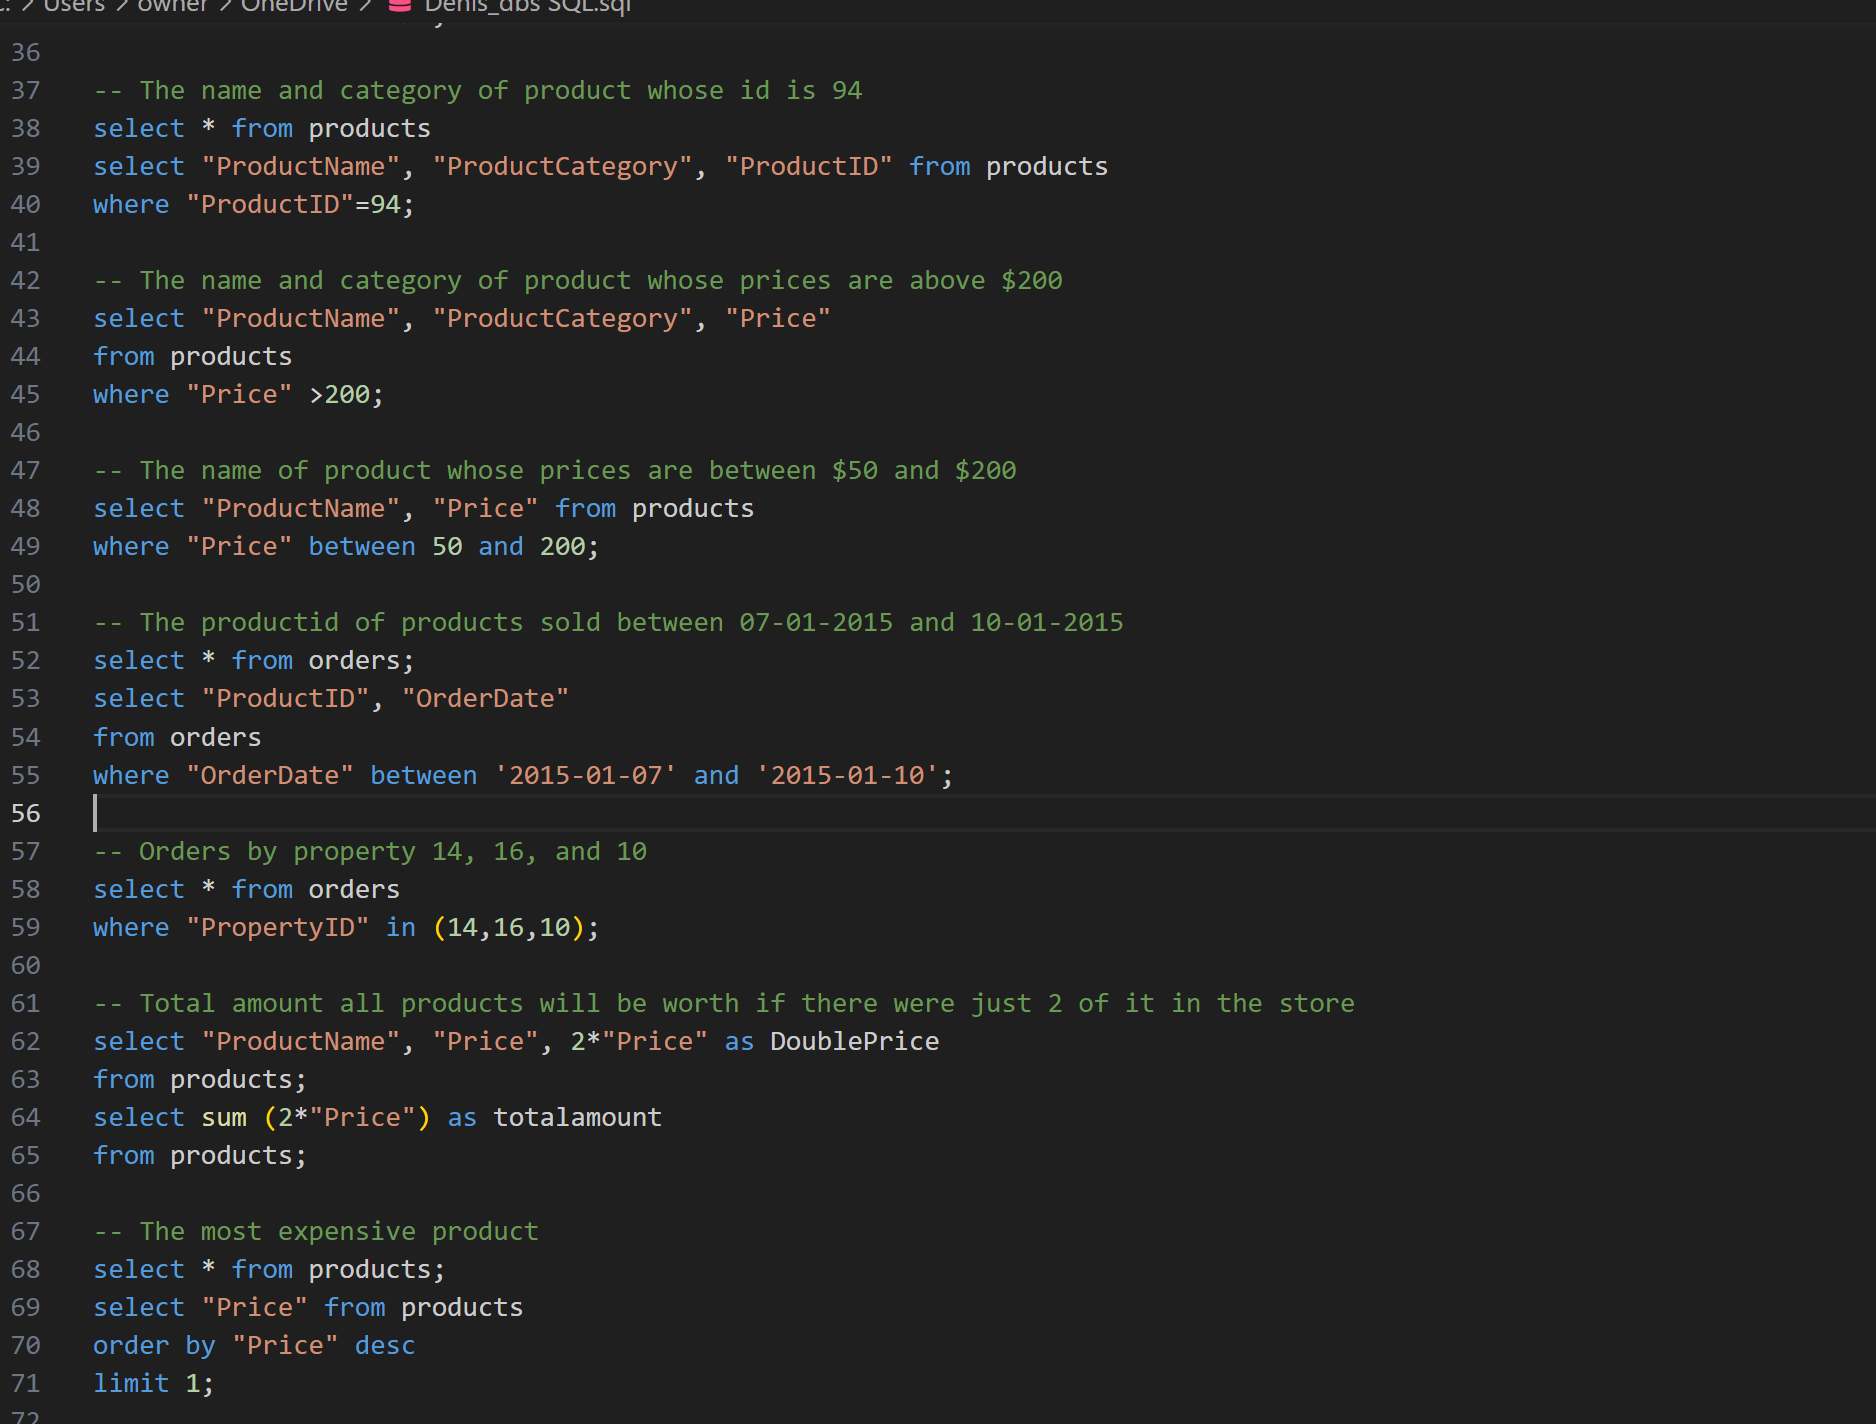 Users > owner > OneDrive > Denis_dbs SQL.sql
36
37 -- The name and category of product whose id is 94
38 select * from products
39 select "ProductName", "ProductCategory", "ProductID" from products
40 where "ProductID"=94;
41
42 -- The name and category of product whose prices are above $200
43 select "ProductName", "ProductCategory", "Price"
44 from products
45 where "Price" >200;
46
47 -- The name of product whose prices are between $50 and $200
48 select "ProductName", "Price" from products
49 where "Price" between 50 and 200;
50
51 -- The productid of products sold between 07-01-2015 and 10-01-2015
52 select * from orders;
53 select "ProductID", "OrderDate"
54 from orders
55 where "OrderDate" between '2015-01-07' and '2015-01-10';
56
57 -- Orders by property 14, 16, and 10
58 select * from orders
59 where "PropertyID" in (14,16,10);
60
61 -- Total amount all products will be worth if there were just 2 of it in the store
62 select "ProductName", "Price", 2*"Price" as DoublePrice
63 from products;
64 select sum (2*"Price") as totalamount
65 from products;
66
67 -- The most expensive product
68 select * from products;
69 select "Price" from products
70 order by "Price" desc
71 limit 1;
72